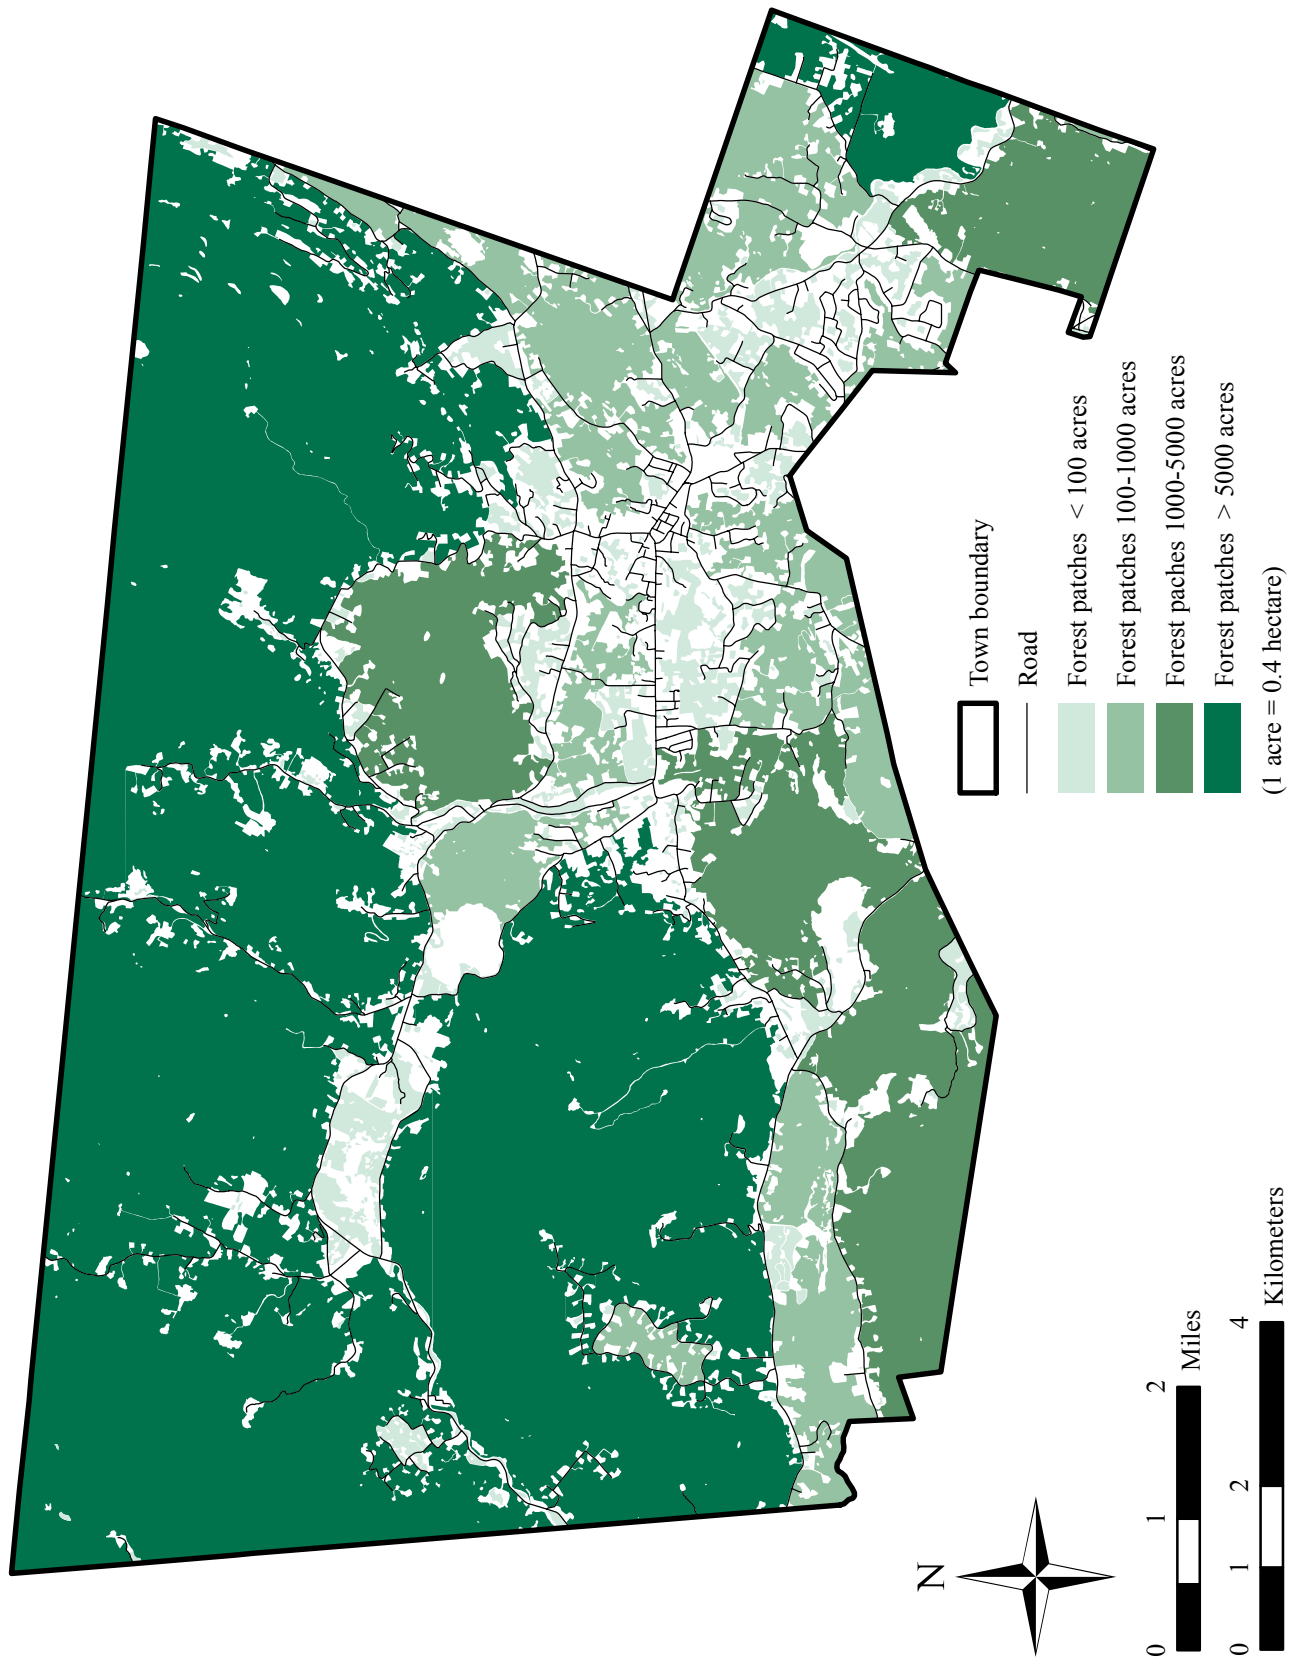 Town boundary
Road
Forest patches < 100 acres
Forest patches 100-1000 acres
Forest paches 1000-5000 acres
Forest patches > 5000 acres
(1 acre = 0.4 hectare)
N
0 1 2 Miles
0 1 2 4 Kilometers